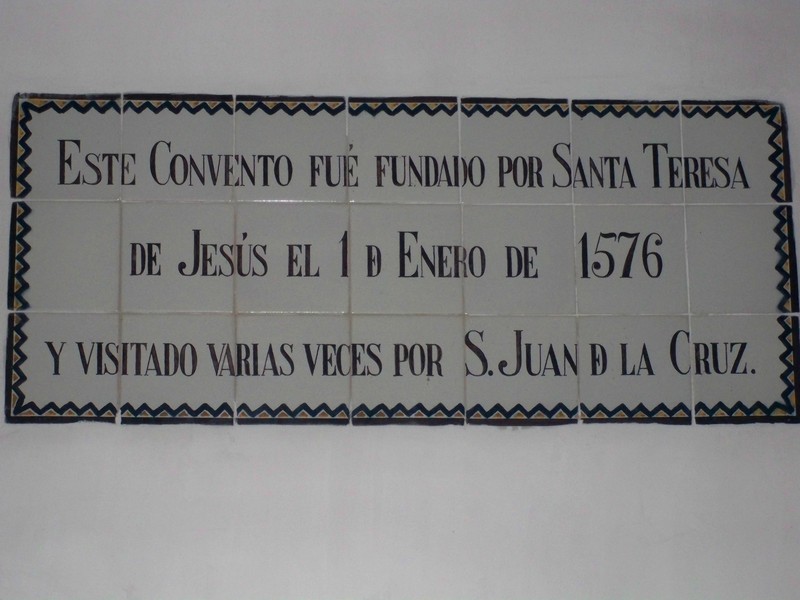 ESTE CONVENTO FUÉ FUNDADO POR SANTA TERESA
DE JESÚS EL 1 Đ ENERO DE 1576
Y VISITADO VARIAS VECES POR S. JUAN Đ LA CRUZ.